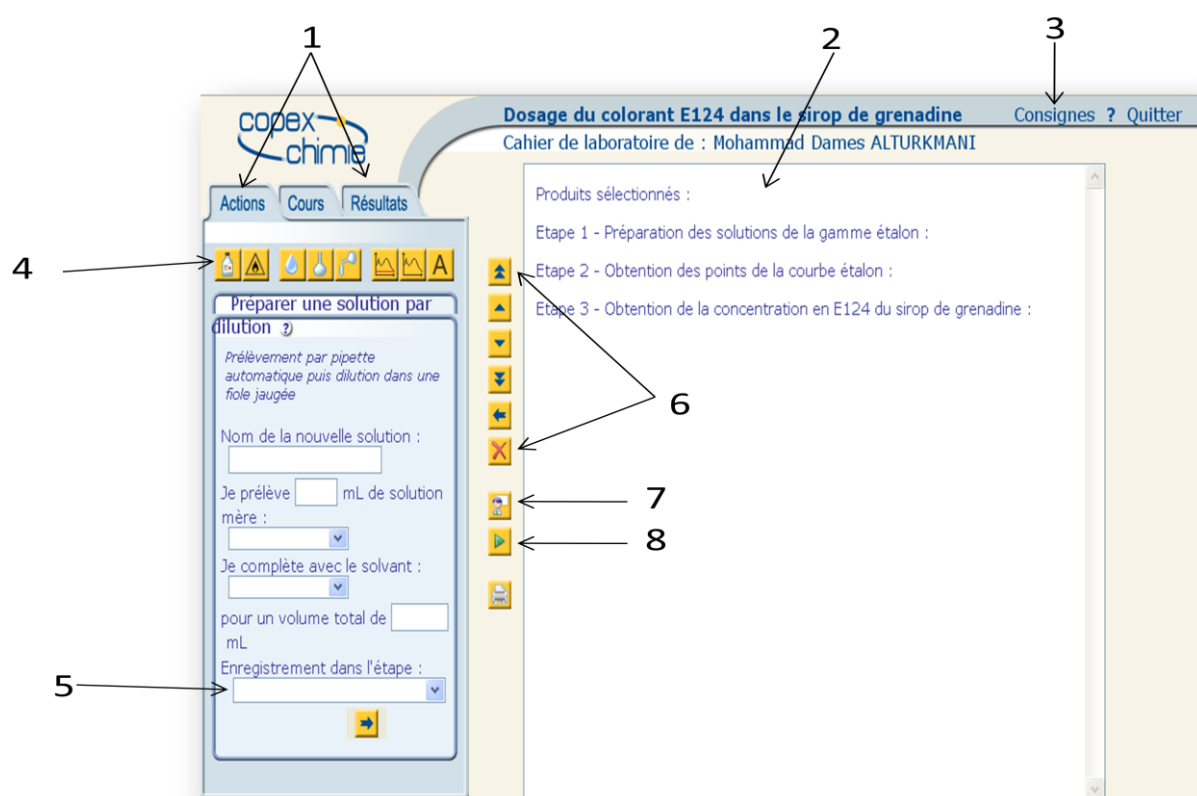 1
2
3
copex
chimie
Dosage du colorant E124 dans le sirop de grenadine
Consignes ? Quitter
Cahier de laboratoire de : Mohammad Dames ALTURKMANI
Actions
Cours
Résultats
4
A
Préparer une solution par
dilution ?
Prélèvement par pipette
automatique puis dilution dans une
fiole jaugée
Nom de la nouvelle solution :
Je prélève mL de solution
mère :
Je complète avec le solvant :
pour un volume total de
mL
Enregistrement dans l'étape :
5
6
7
8
Produits sélectionnés :
Etape 1 - Préparation des solutions de la gamme étalon :
Etape 2 - Obtention des points de la courbe étalon :
Etape 3 - Obtention de la concentration en E124 du sirop de grenadine :